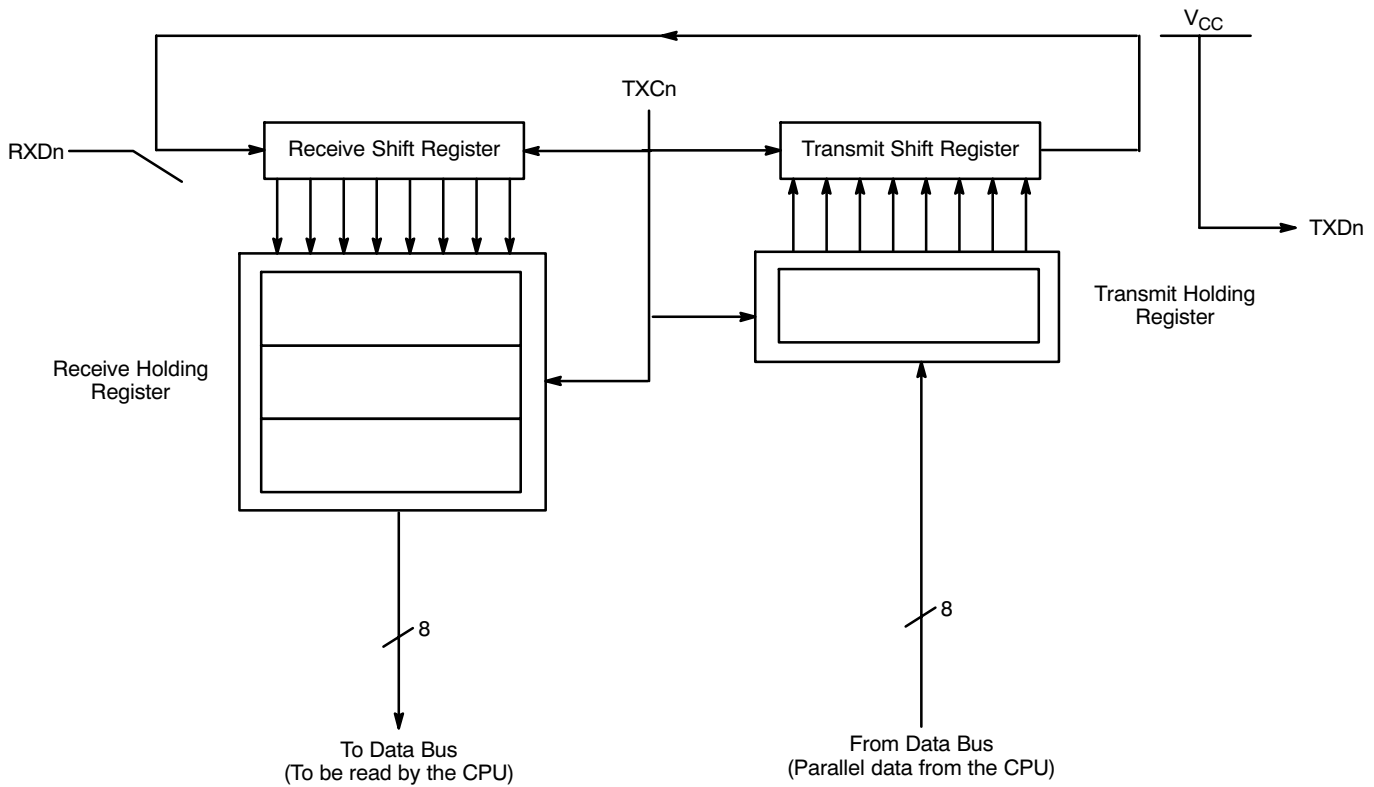 VCC
TXCn
RXDn
Receive Shift Register
Transmit Shift Register
TXDn
Transmit Holding
Register
Receive Holding
Register
8
8
To Data Bus
(To be read by the CPU)
From Data Bus
(Parallel data from the CPU)